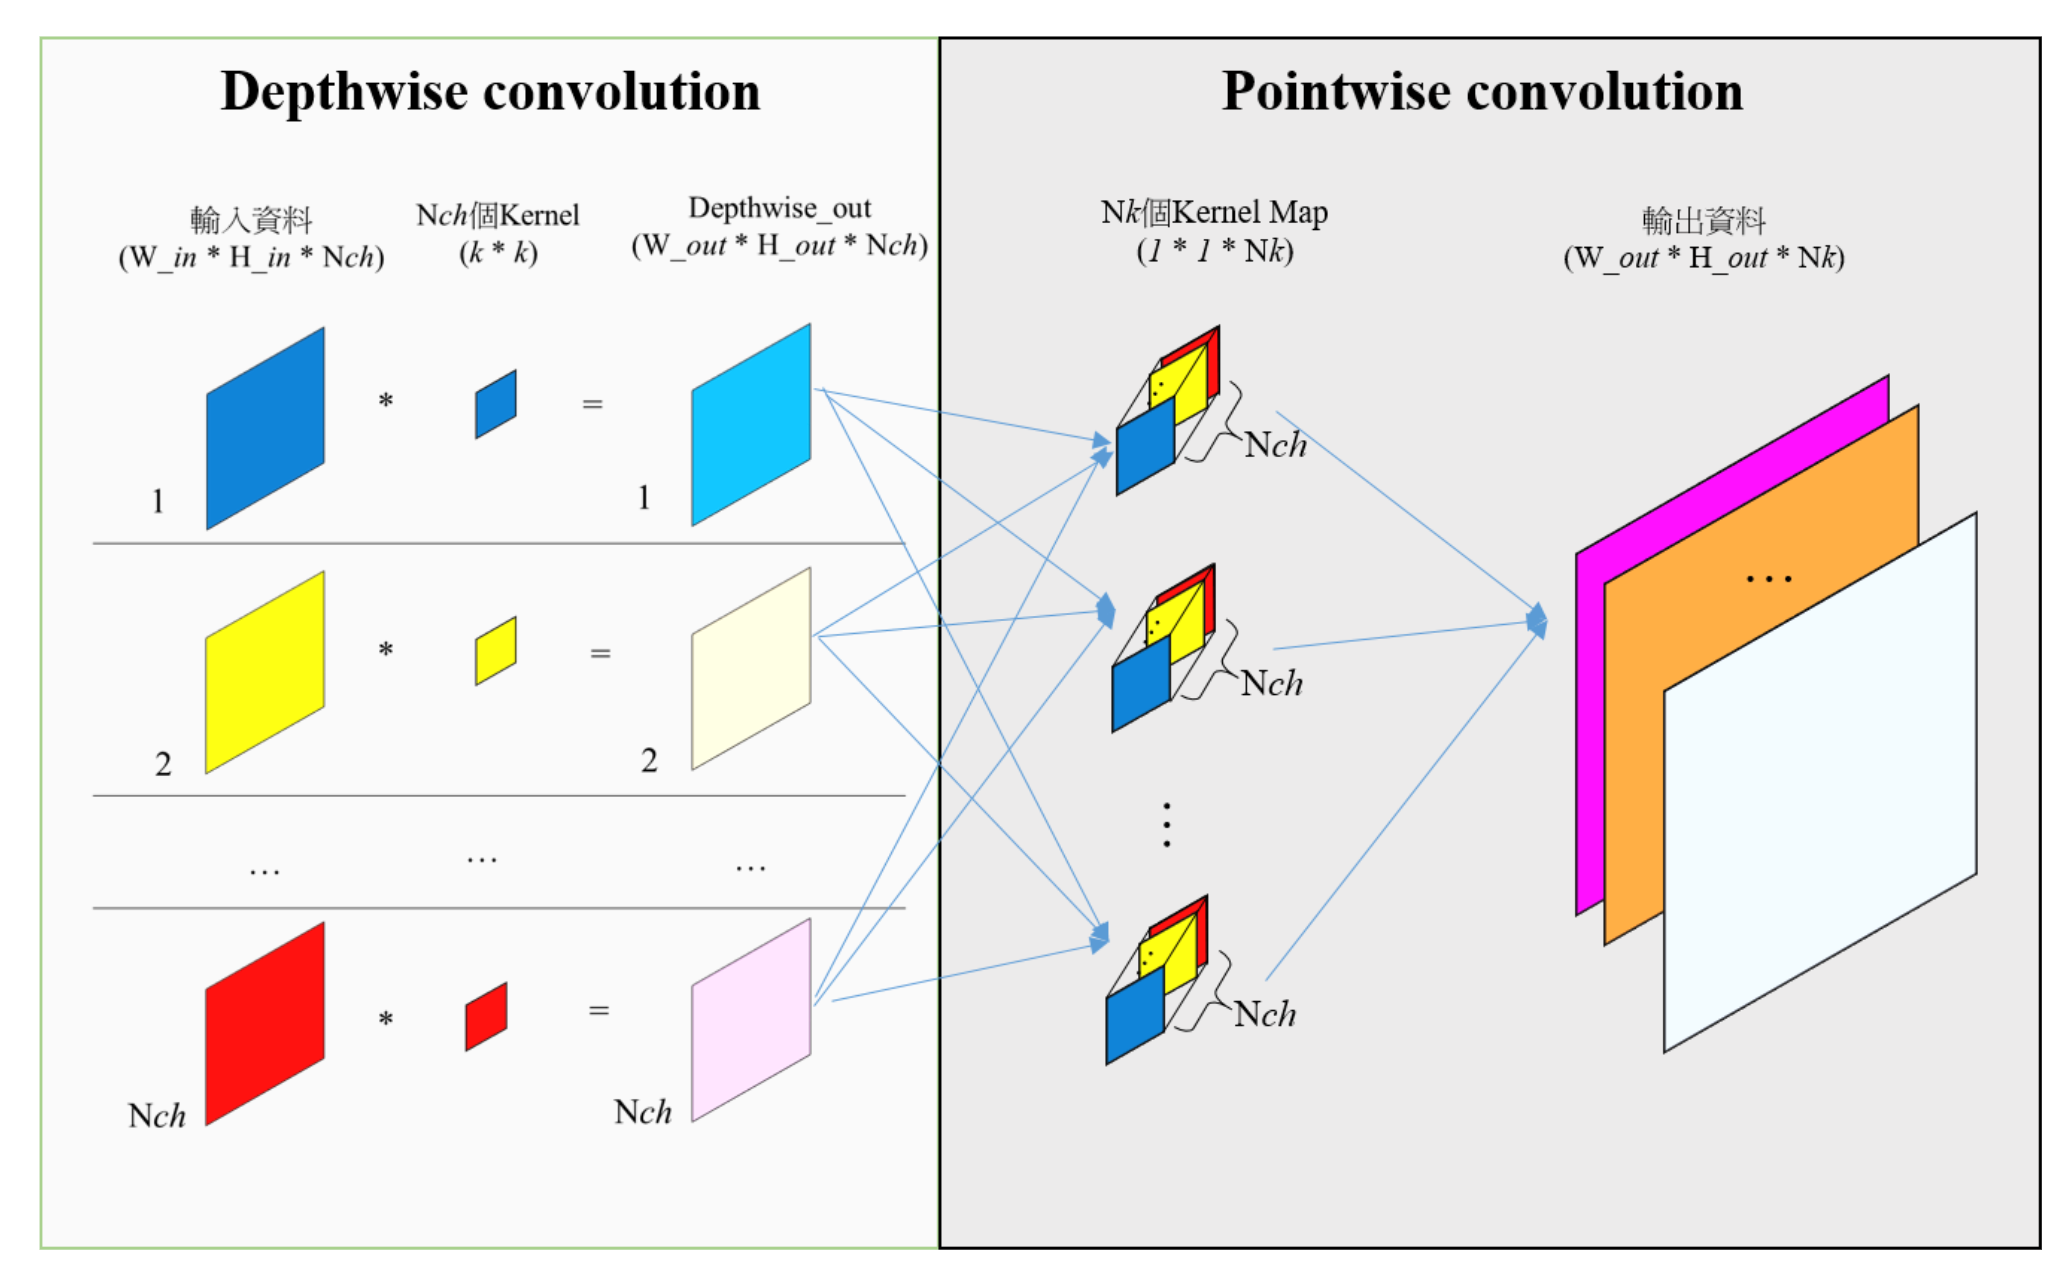 Depthwise convolution
輸入資料
(W_in * H_in * Nch)
Nch個Kernel
(k * k)
Depthwise_out
(W_out * H_out * Nch)
* =
1 1
* =
2 2
... ... ...
* =
Nch Nch
Pointwise convolution
Nk個Kernel Map
(1 * 1 * Nk)
輸出資料
(W_out * H_out * Nk)
Nch
Nch
⋮
Nch
...